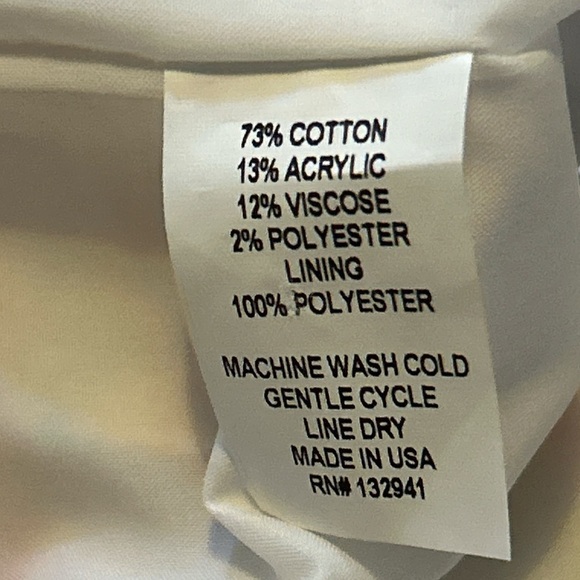 73% COTTON
13% ACRYLIC
12% VISCOSE
2% POLYESTER
LINING
100% POLYESTER
MACHINE WASH COLD
GENTLE CYCLE
LINE DRY
MADE IN USA
RN# 132941